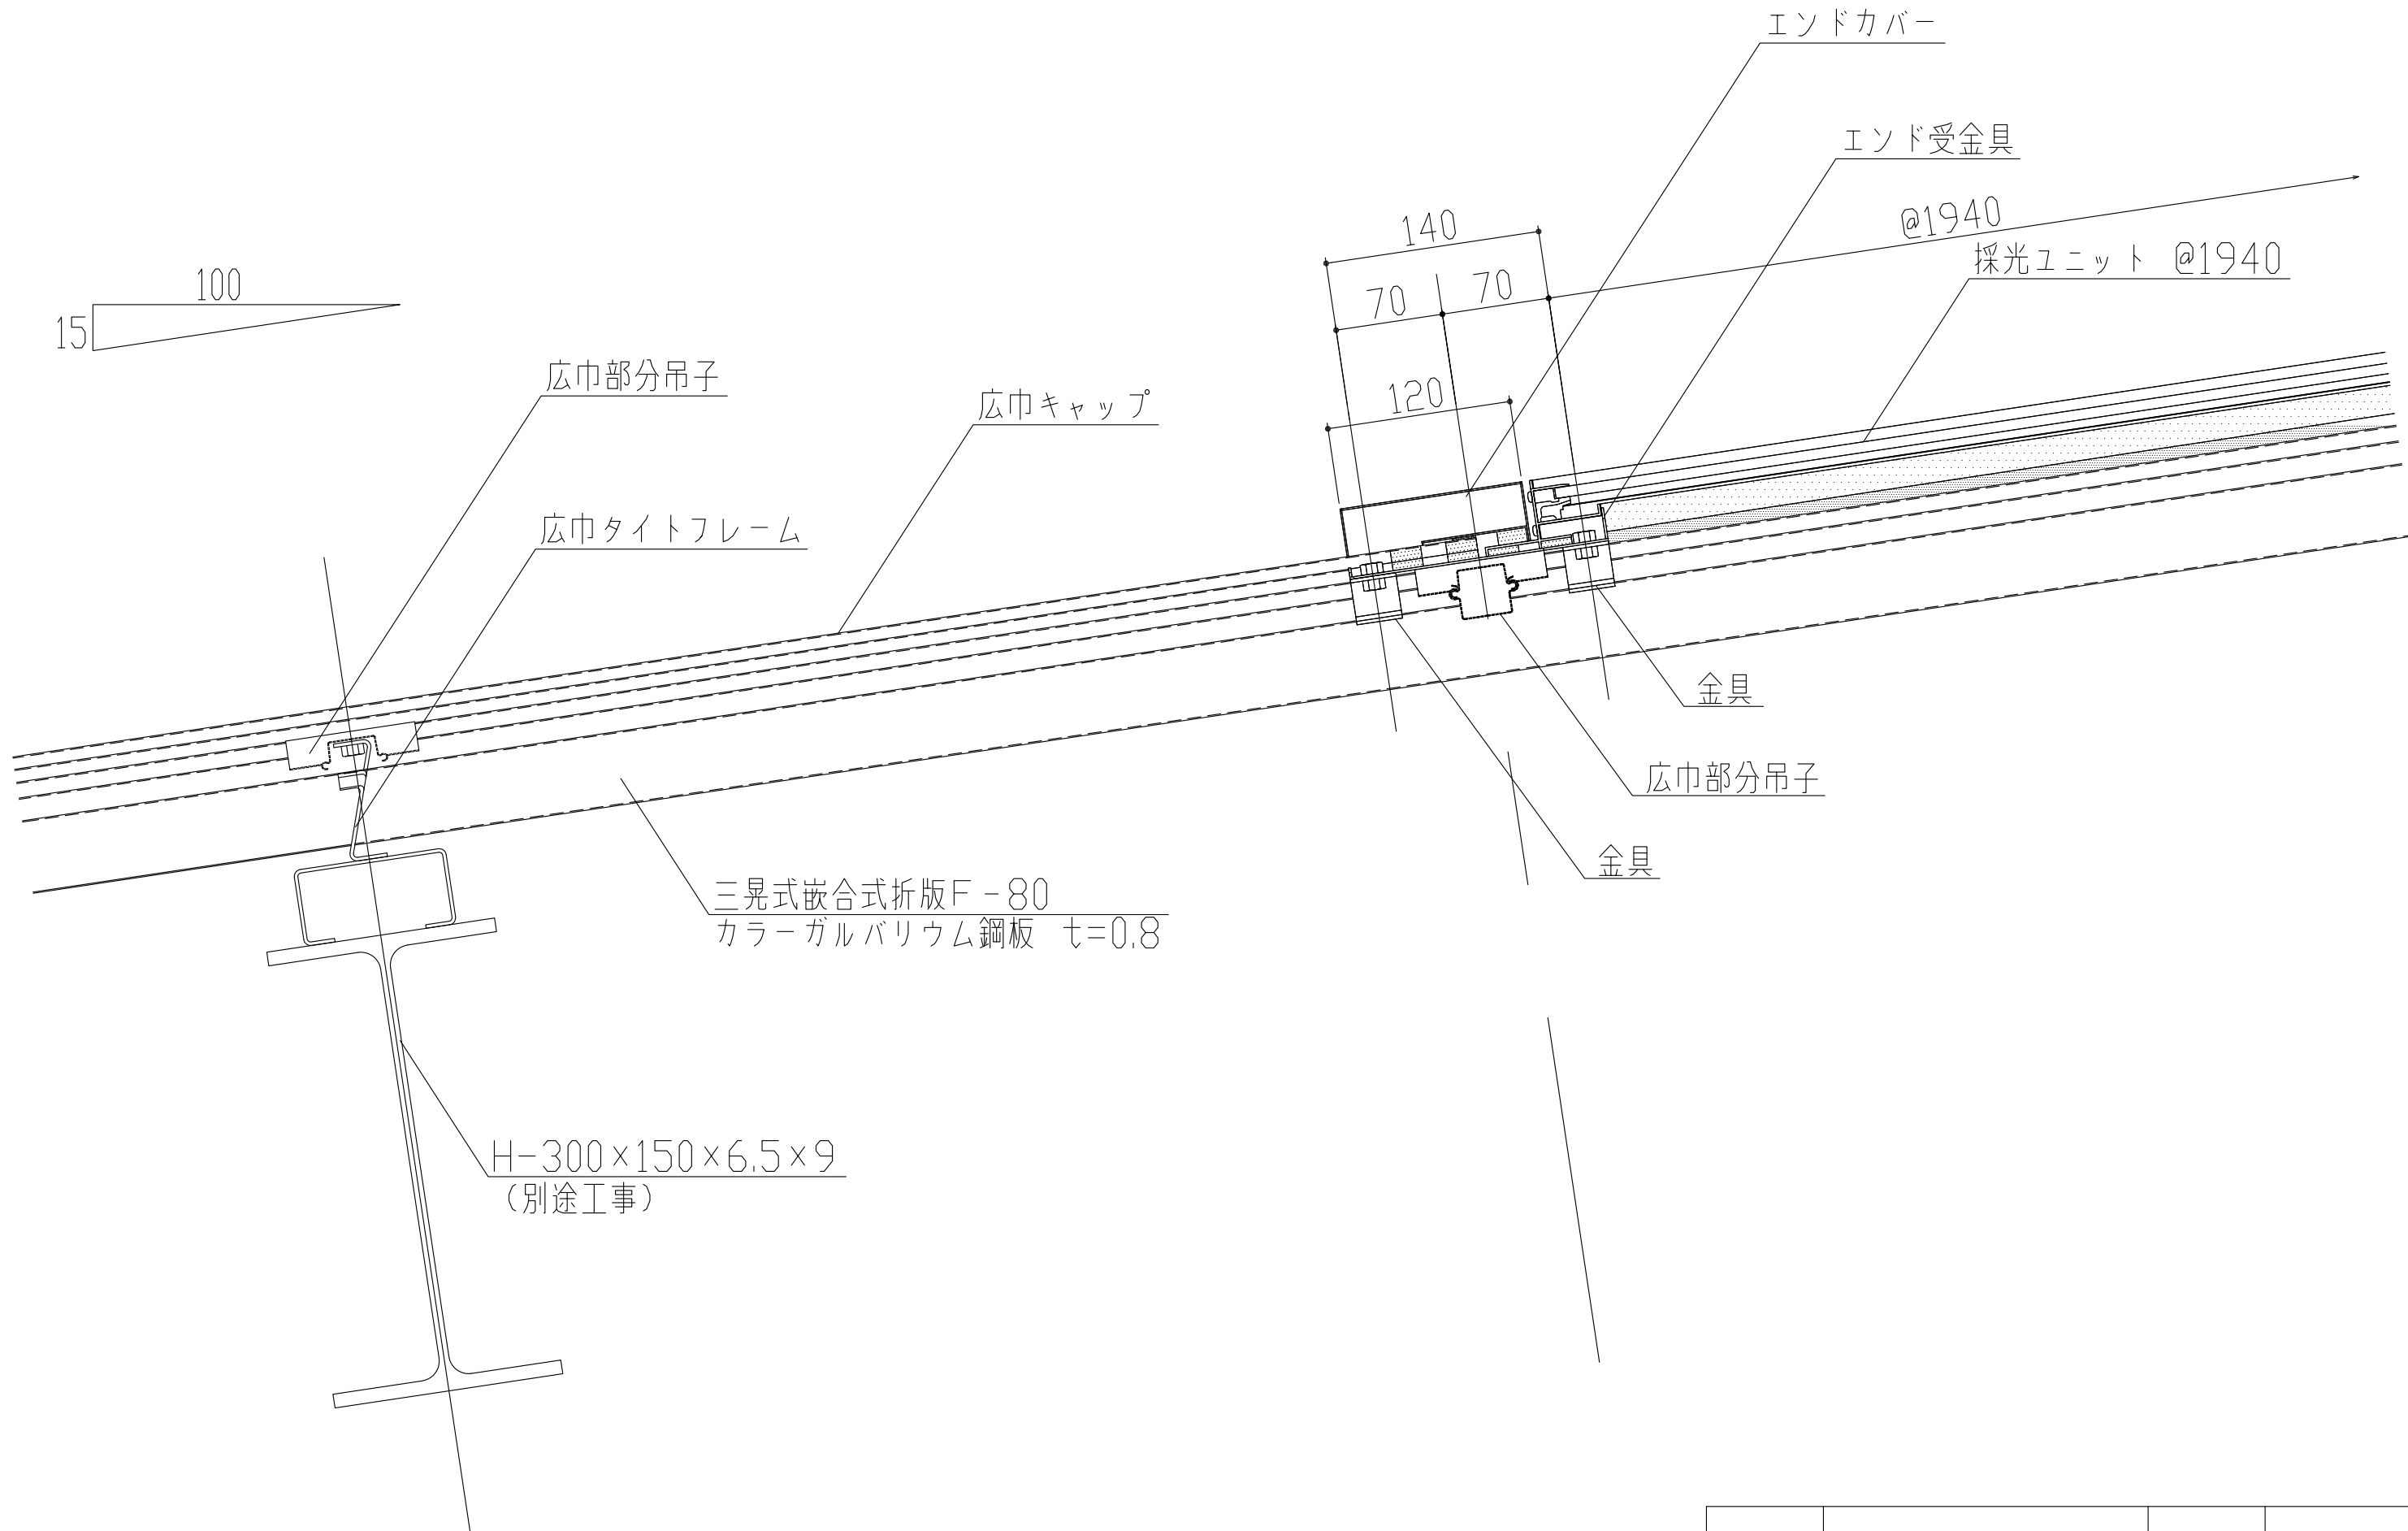 エンドカバー
エンド受金具
140
@1940
採光ユニット @1940
100
70
70
15
広巾部分吊子
広巾キャップ
120
広巾タイトフレーム
金具
広巾部分吊子
金具
三晃式嵌合式折版F-80
カラーガルバリウム鋼板 t=0.8
H-300×150×6.5×9
(別途工事)